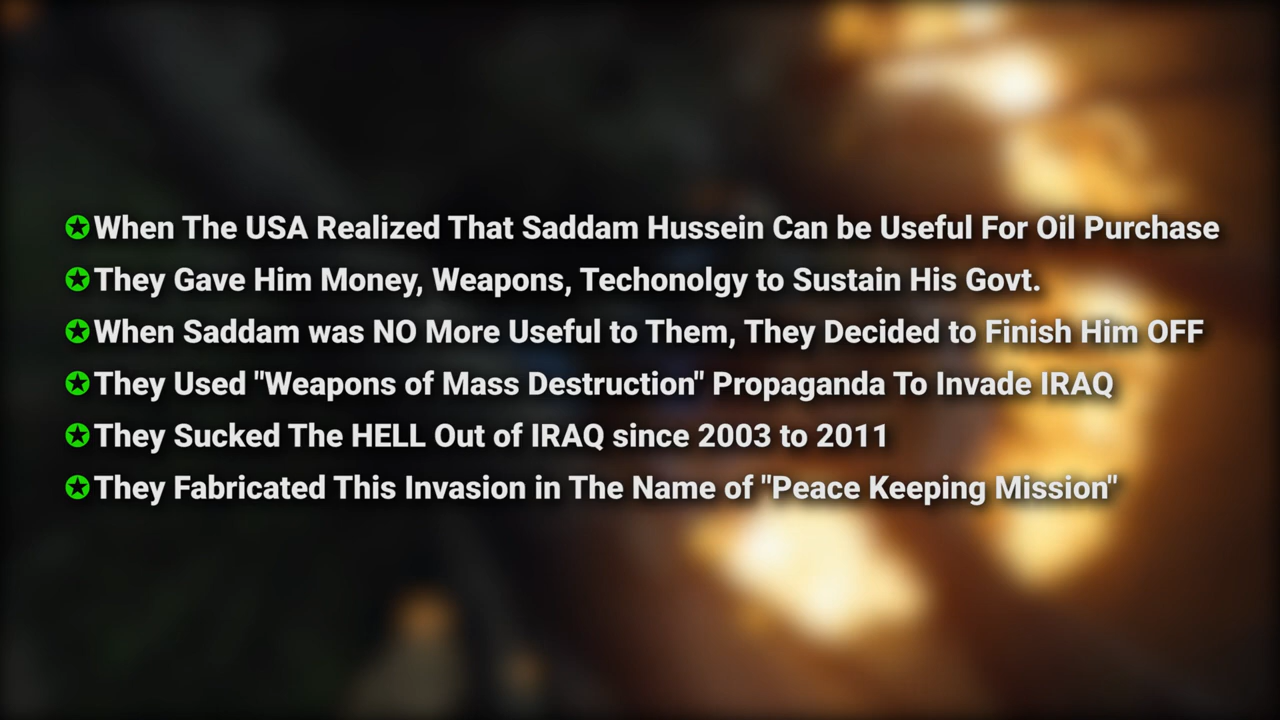 When The USA Realized That Saddam Hussein Can be Useful For Oil Purchase
They Gave Him Money, Weapons, Techonolgy to Sustain His Govt.
When Saddam was NO More Useful to Them, They Decided to Finish Him OFF
They Used "Weapons of Mass Destruction" Propaganda To Invade IRAQ
They Sucked The HELL Out of IRAQ since 2003 to 2011
They Fabricated This Invasion in The Name of "Peace Keeping Mission"